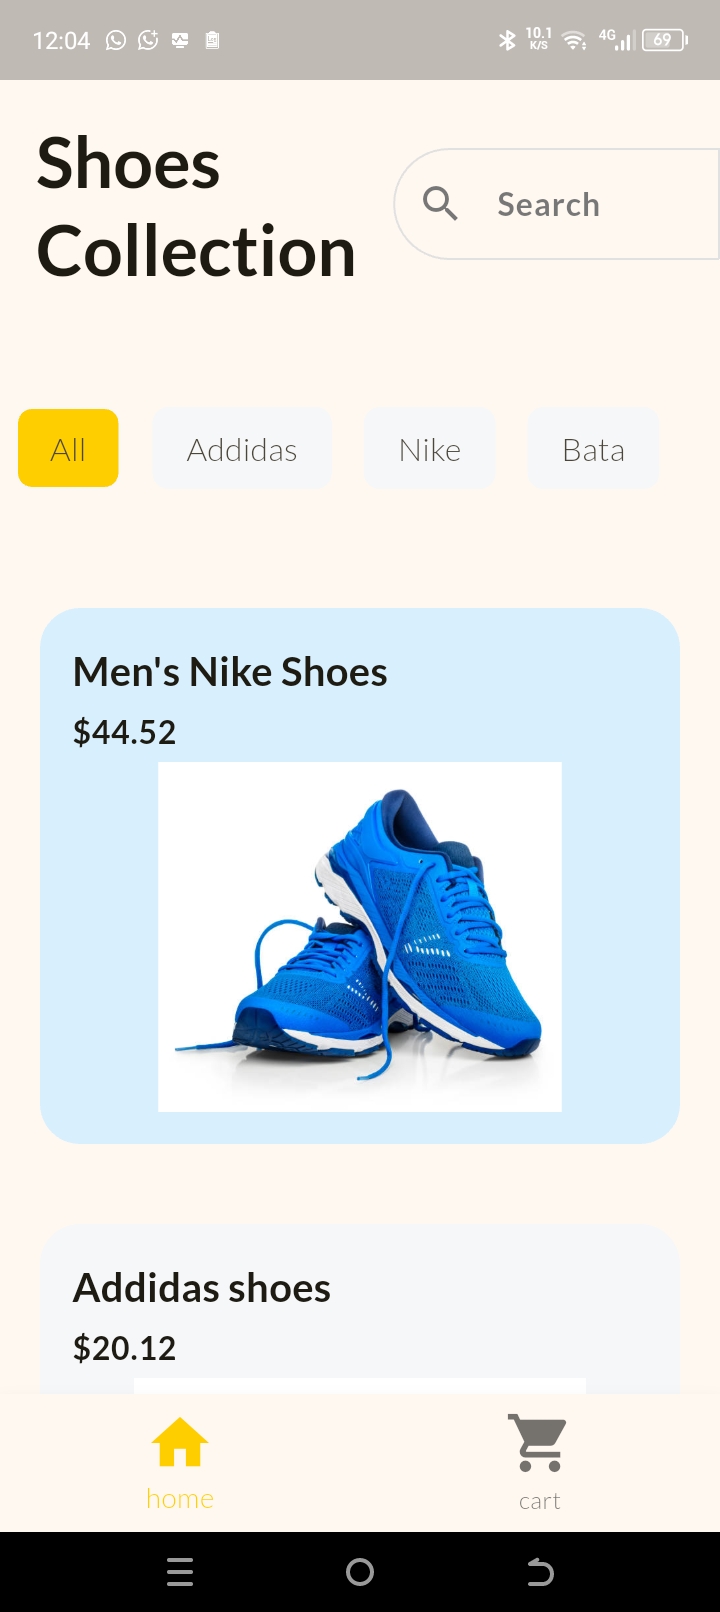 12:04 10.1 K/S 4G 69
Shoes
Collection
Search
All Addidas Nike Bata
Men's Nike Shoes
$44.52
Addidas shoes
$20.12
home cart